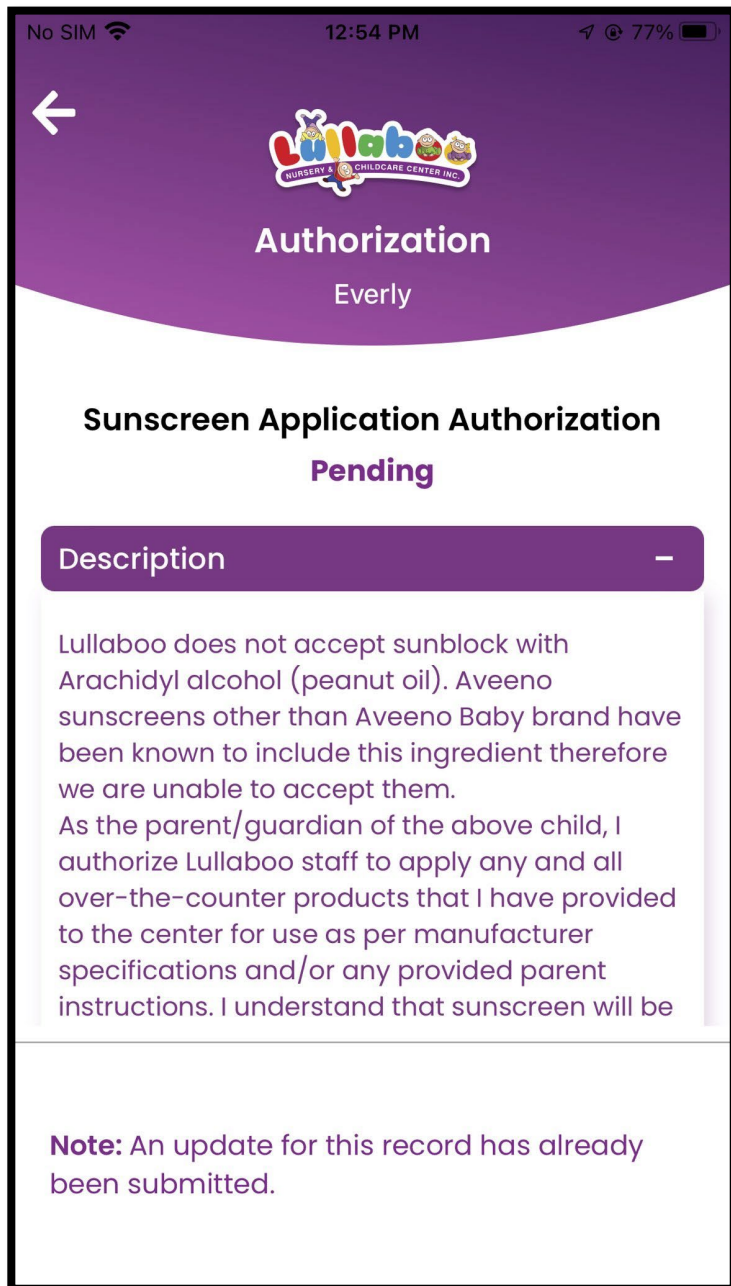 No SIM 12:54 PM 77%
Lullaboo
NURSERY & CHILDCARE CENTER INC.
Authorization
Everly
Sunscreen Application Authorization
Pending
Description –
Lullaboo does not accept sunblock with
Arachidyl alcohol (peanut oil). Aveeno
sunscreens other than Aveeno Baby brand have
been known to include this ingredient therefore
we are unable to accept them.
As the parent/guardian of the above child, I
authorize Lullaboo staff to apply any and all
over-the-counter products that I have provided
to the center for use as per manufacturer
specifications and/or any provided parent
instructions. I understand that sunscreen will be
Note: An update for this record has already
been submitted.